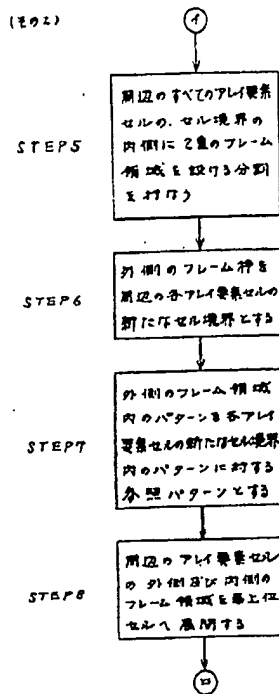 (その2)
イ
STEP5
周辺のすべてのアレイ要素
セルの、セル境界の
内側に2重のフレーム
領域を設ける分割
を行なう
STEP6
外側のフレーム枠を
周辺の各アレイ要素セルの
新たなセル境界とする
STEP7
外側のフレーム領域
内のパターンを各アレイ
要素セルの新たなセル境界
内のパターンに対する
参照パターンとする
STEP8
周辺のアレイ要素セル
の外側及び内側の
フレーム領域を最上位
セルへ展開する
ロ